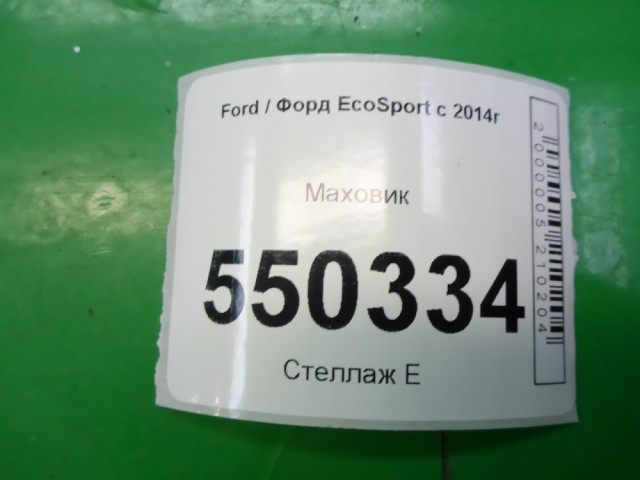 Ford / Форд EcoSport с 2014г
Маховик
550334
Стеллаж Е
2000005210204